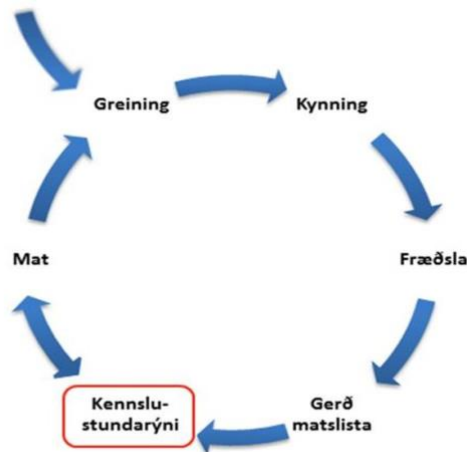 Greining
Kynning
Fræðsla
Gerð
matslista
Kennslu-
stundarýni
Mat